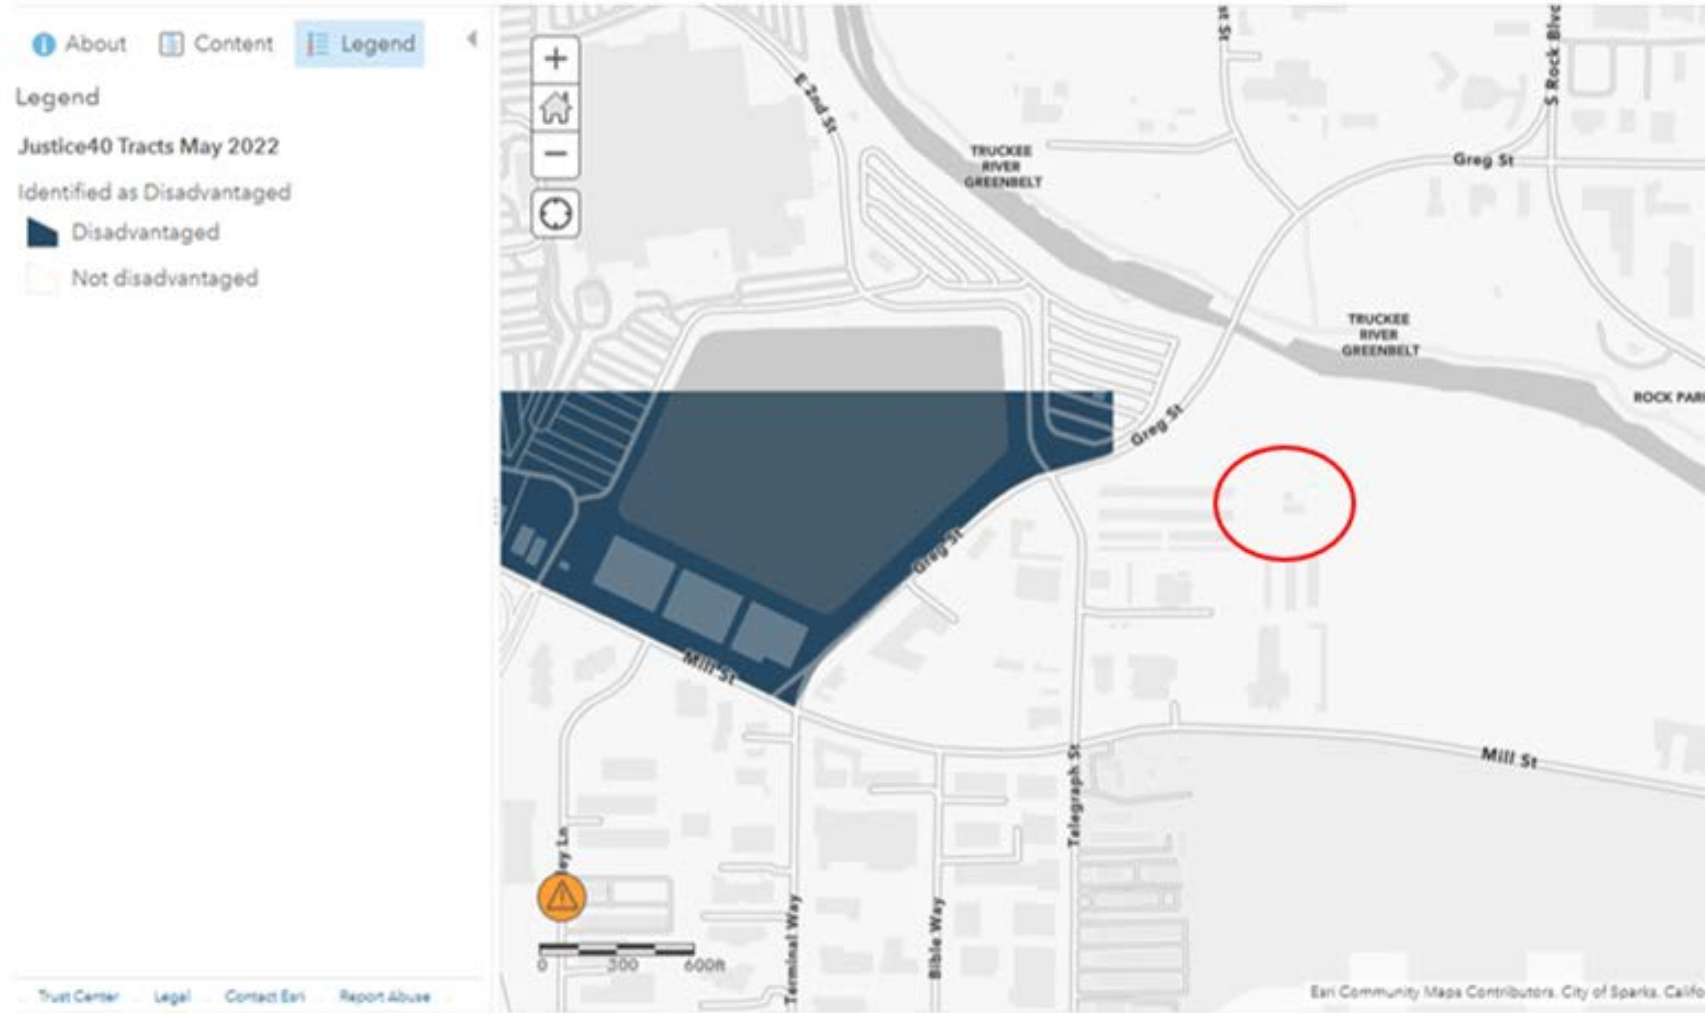 About
Content
Legend
Legend
Justice40 Tracts May 2022
Identified as Disadvantaged
Disadvantaged
Not disadvantaged
Trust Center
Legal
Contact Esri
Report Abuse
+
−
E 2nd St
St
S Rock Blvd
TRUCKEE
RIVER
GREENBELT
Greg St
TRUCKEE
RIVER
GREENBELT
ROCK PAR
Greg St
Greg St
Mill St
Mill St
Telegraph St
ey Ln
Terminal Way
Bible Way
0 300 600ft
Esri Community Maps Contributors, City of Sparks, Califo